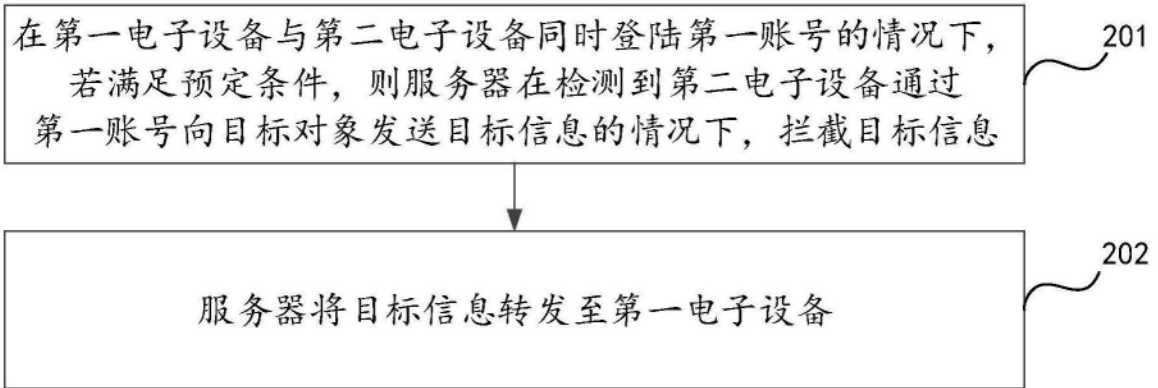 在第一电子设备与第二电子设备同时登陆第一账号的情况下，
若满足预定条件，则服务器在检测到第二电子设备通过
第一账号向目标对象发送目标信息的情况下，拦截目标信息
201
服务器将目标信息转发至第一电子设备
202